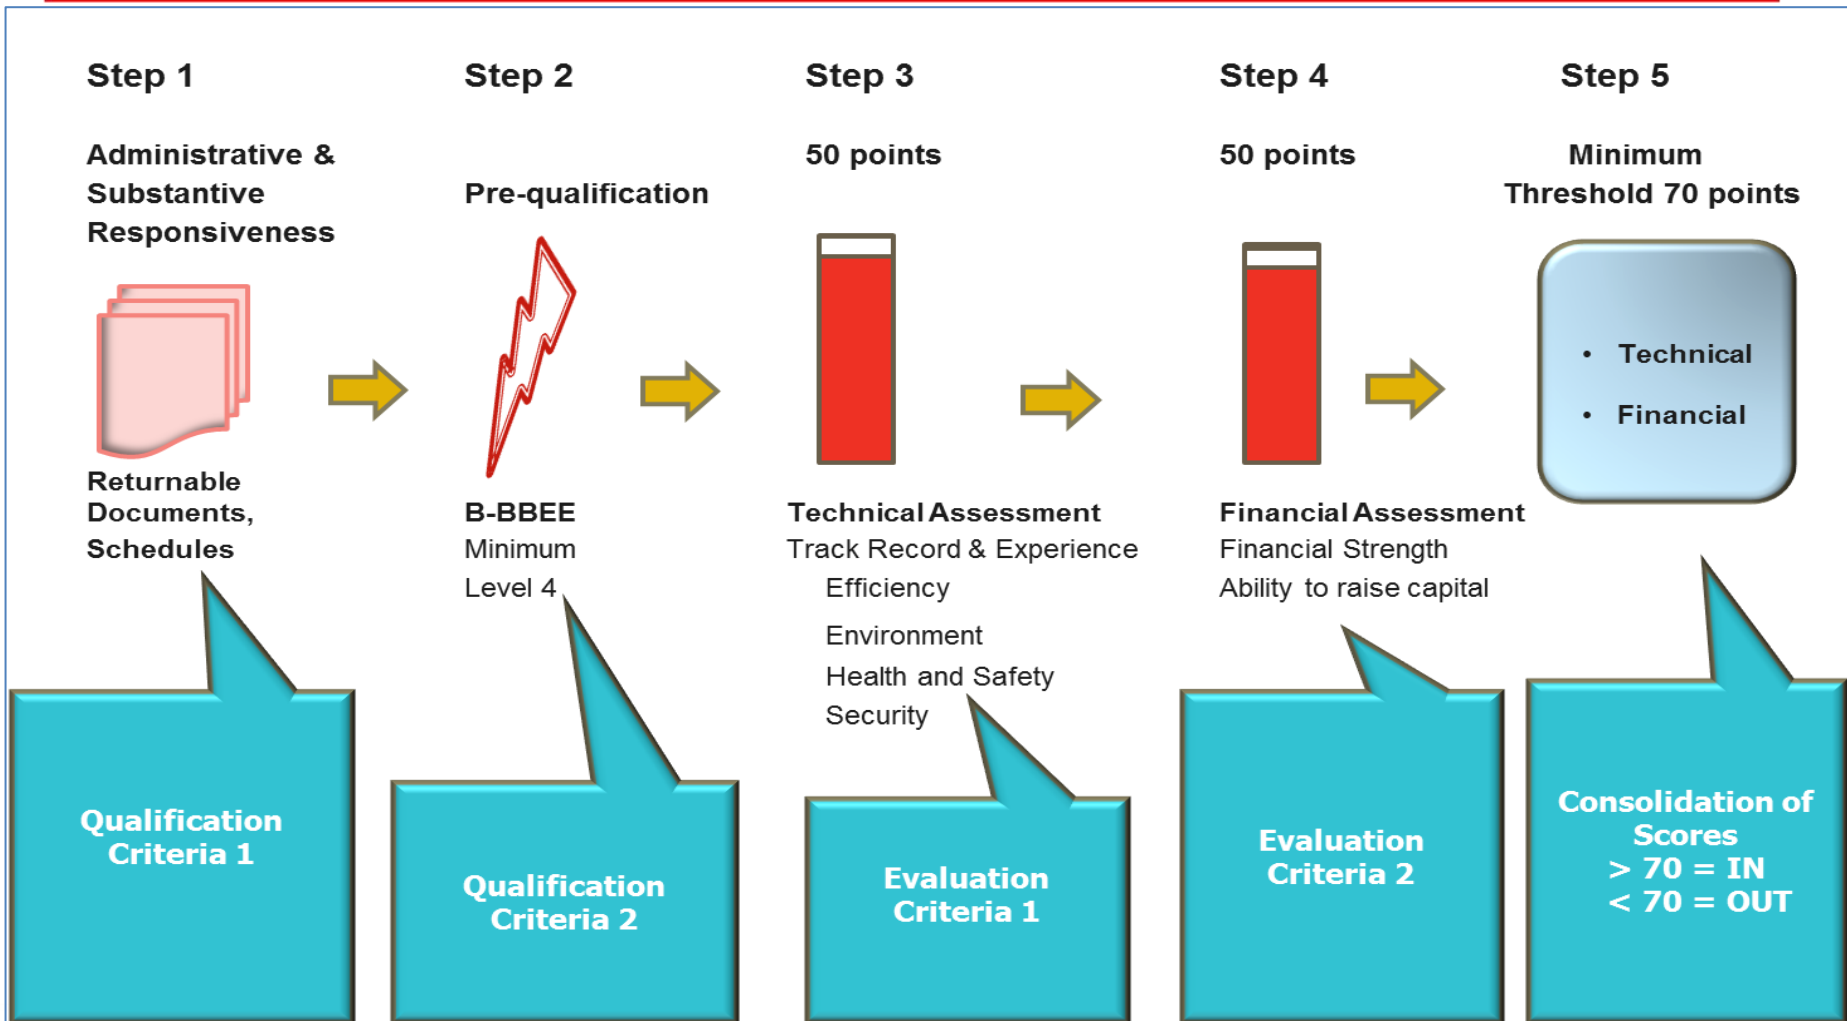 Step 1
Administrative &
Substantive
Responsiveness
Returnable
Documents,
Schedules
Qualification
Criteria 1
Step 2
Pre-qualification
B-BBEE
Minimum
Level 4
Qualification
Criteria 2
Step 3
50 points
Technical Assessment
Track Record & Experience
Efficiency
Environment
Health and Safety
Security
Evaluation
Criteria 1
Step 4
50 points
Financial Assessment
Financial Strength
Ability to raise capital
Evaluation
Criteria 2
Step 5
Minimum
Threshold 70 points
• Technical
• Financial
Consolidation of
Scores
> 70 = IN
< 70 = OUT